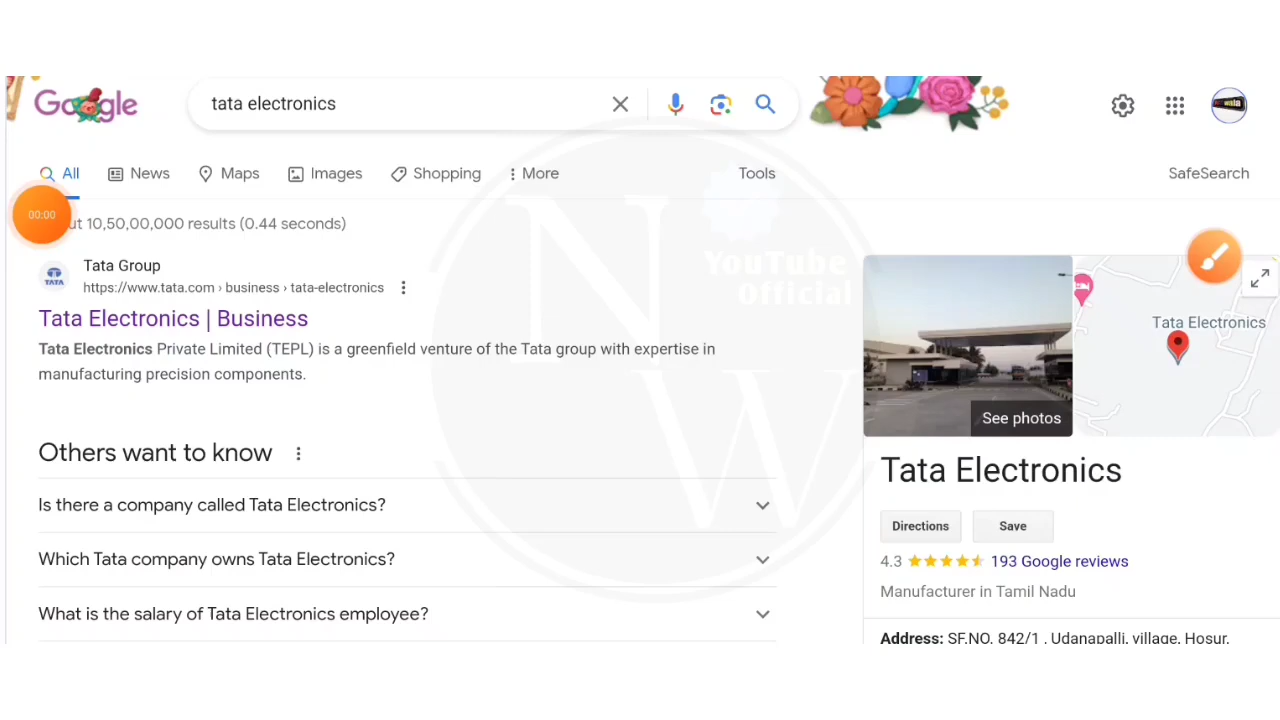 Google
tata electronics
All News Maps Images Shopping More Tools SafeSearch
00:00
ut 10,50,00,000 results (0.44 seconds)
TATA
Tata Group
https://www.tata.com › business › tata-electronics
Tata Electronics | Business
Tata Electronics Private Limited (TEPL) is a greenfield venture of the Tata group with expertise in
manufacturing precision components.
Others want to know
Is there a company called Tata Electronics?
Which Tata company owns Tata Electronics?
What is the salary of Tata Electronics employee?
NW
YouTube
Official
See photos
Tata Electronics
Tata Electronics
Directions Save
4.3 193 Google reviews
Manufacturer in Tamil Nadu
Address: SF.NO. 842/1 , Udanapalli, village, Hosur,